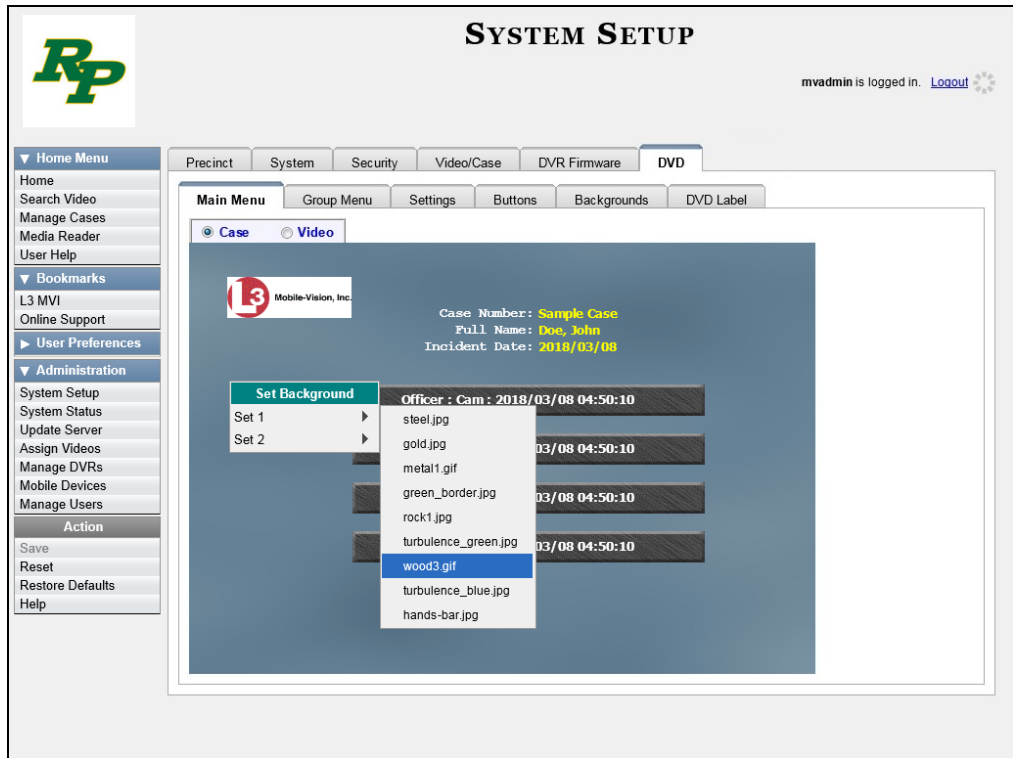 RP
SYSTEM SETUP
mvadmin is logged in. Logout
▼ Home Menu
Home
Search Video
Manage Cases
Media Reader
User Help
▼ Bookmarks
L3 MVI
Online Support
▶ User Preferences
▼ Administration
System Setup
System Status
Update Server
Assign Videos
Manage DVRs
Mobile Devices
Manage Users
Action
Save
Reset
Restore Defaults
Help
Precinct System Security Video/Case DVR Firmware DVD
Main Menu Group Menu Settings Buttons Backgrounds DVD Label
Case Video
L3 Mobile-Vision, Inc.
Case Number: Sample Case
Full Name: Doe, John
Incident Date: 2018/03/08
Officer : Cam : 2018/03/08 04:50:10
03/08 04:50:10
03/08 04:50:10
03/08 04:50:10
Set Background
Set 1
Set 2
steel.jpg
gold.jpg
metal1.gif
green_border.jpg
rock1.jpg
turbulence_green.jpg
wood3.gif
turbulence_blue.jpg
hands-bar.jpg